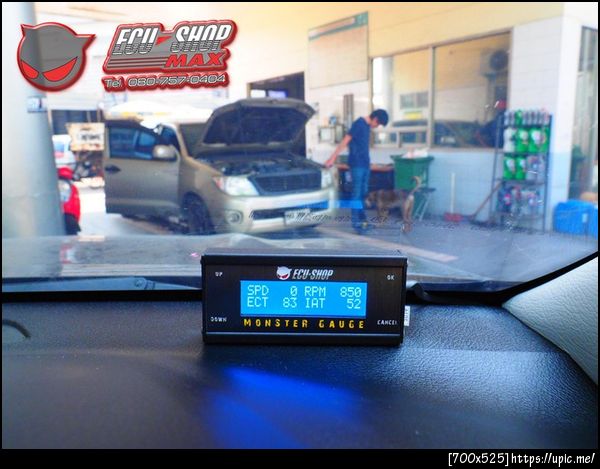 ECU-SHOP
MAX
Tel. 080-757-0404
UP
ECU-SHOP
OK
SPD 0 RPM 850
ECT 83 IAT 52
DOWN
MONSTER GAUGE
CANCEL
[700x525]https://upic.me/